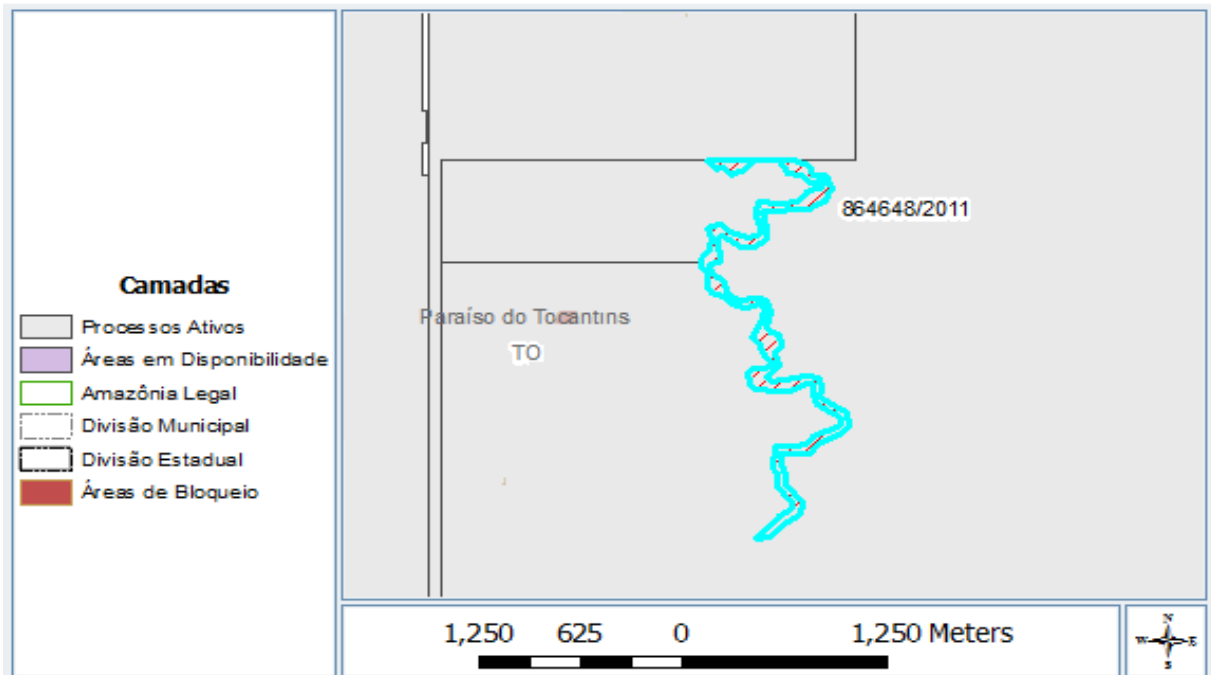 Camadas
Processos Ativos
Áreas em Disponibilidade
Amazônia Legal
Divisão Municipal
Divisão Estadual
Áreas de Bloqueio
864648/2011
Paraíso do Tocantins
TO
1,250 625 0 1,250 Meters
N
W E
S